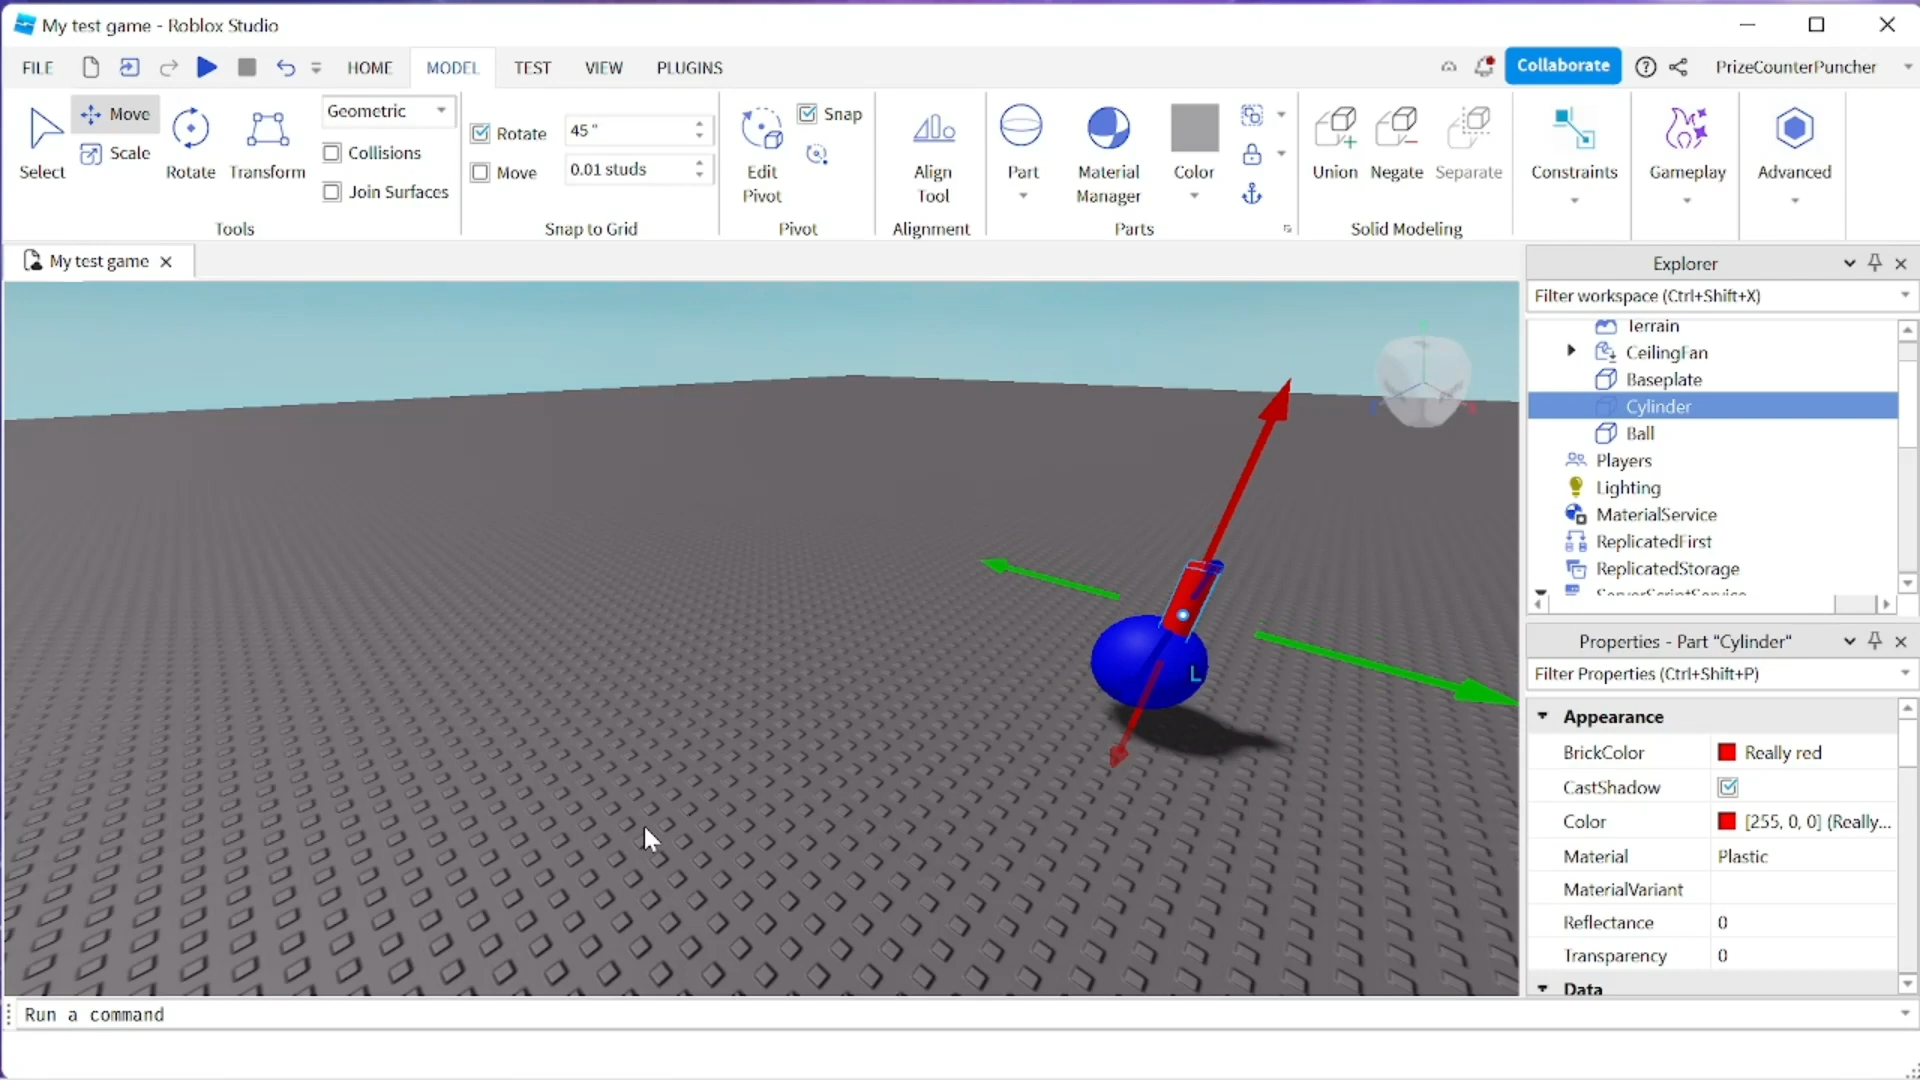 My test game - Roblox Studio
FILE
HOME
MODEL
TEST
VIEW
PLUGINS
Collaborate
PrizeCounterPuncher
Select
Move
Scale
Rotate
Transform
Geometric
Collisions
Join Surfaces
Tools
Rotate
45 °
Move
0.01 studs
Snap to Grid
Edit
Pivot
Snap
Pivot
Align
Tool
Alignment
Part
Material
Manager
Color
Parts
Union
Negate
Separate
Solid Modeling
Constraints
Gameplay
Advanced
My test game
Explorer
Filter workspace (Ctrl+Shift+X)
Terrain
CeilingFan
Baseplate
Cylinder
Ball
Players
Lighting
MaterialService
ReplicatedFirst
ReplicatedStorage
ServerScriptService
L
Properties - Part "Cylinder"
Filter Properties (Ctrl+Shift+P)
Appearance
BrickColor Really red
CastShadow
Color [255, 0, 0] (Really...
Material Plastic
MaterialVariant
Reflectance 0
Transparency 0
Data
Run a command